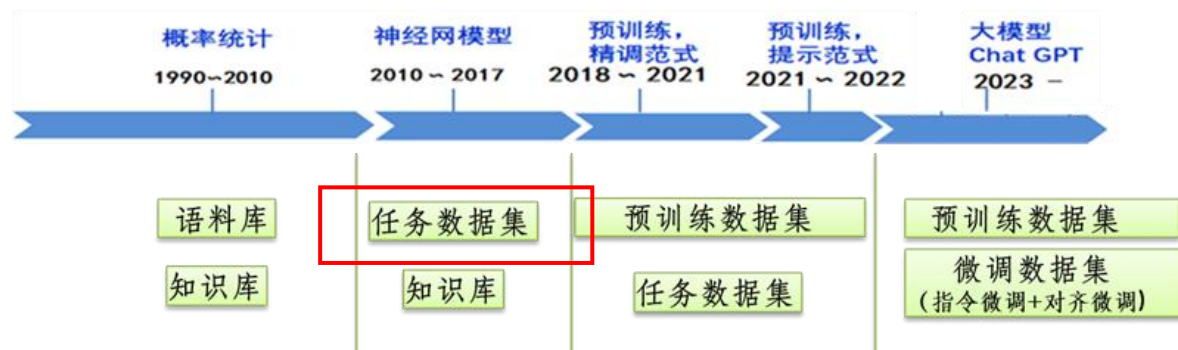 概率统计
1990~2010
神经网模型
2010 ~ 2017
预训练，
精调范式
2018 ~ 2021
预训练，
提示范式
2021 ~ 2022
大模型
Chat GPT
2023 –
语料库
任务数据集
预训练数据集
预训练数据集
知识库
知识库
任务数据集
微调数据集
(指令微调+对齐微调)